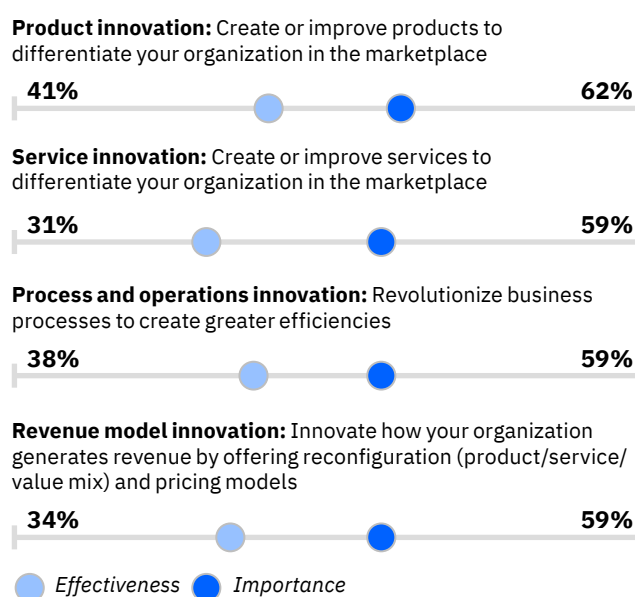 Product innovation: Create or improve products to
differentiate your organization in the marketplace
41% 62%
Service innovation: Create or improve services to
differentiate your organization in the marketplace
31% 59%
Process and operations innovation: Revolutionize business
processes to create greater efficiencies
38% 59%
Revenue model innovation: Innovate how your organization
generates revenue by offering reconfiguration (product/service/
value mix) and pricing models
34% 59%
Effectiveness Importance